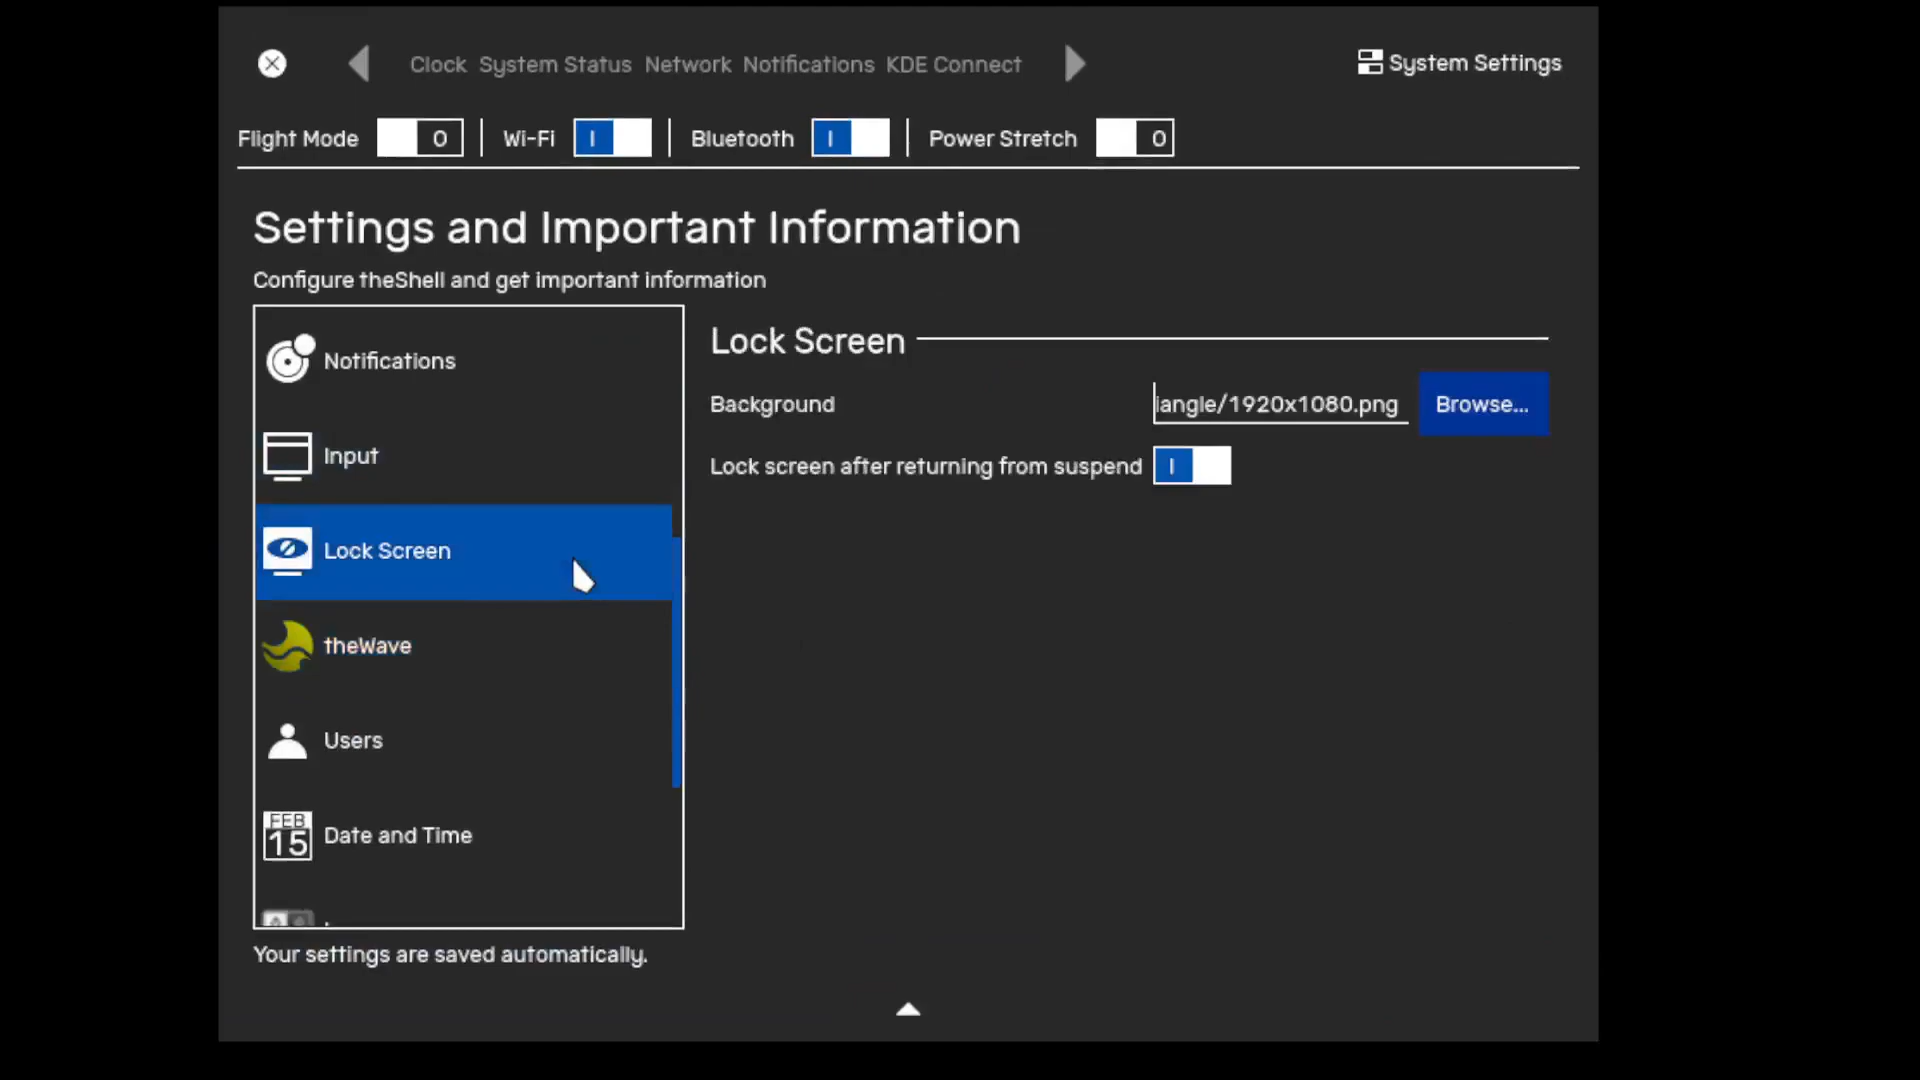 Clock System Status Network Notifications KDE Connect
System Settings
Flight Mode O Wi-Fi I Bluetooth I Power Stretch O
Settings and Important Information
Configure theShell and get important information
Notifications
Input
Lock Screen
theWave
Users
FEB
15
Date and Time
Your settings are saved automatically.
Lock Screen
Background
iangle/1920x1080.png
Browse...
Lock screen after returning from suspend I